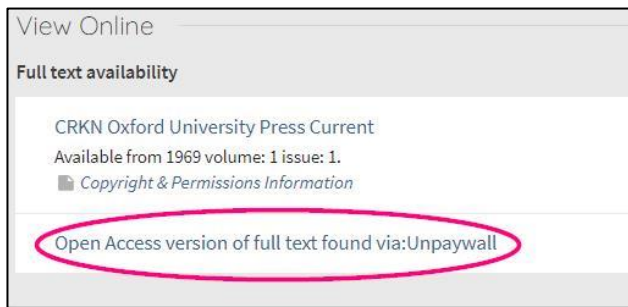 View Online
Full text availability
CRKN Oxford University Press Current
Available from 1969 volume: 1 issue: 1.
Copyright & Permissions Information
Open Access version of full text found via:Unpaywall